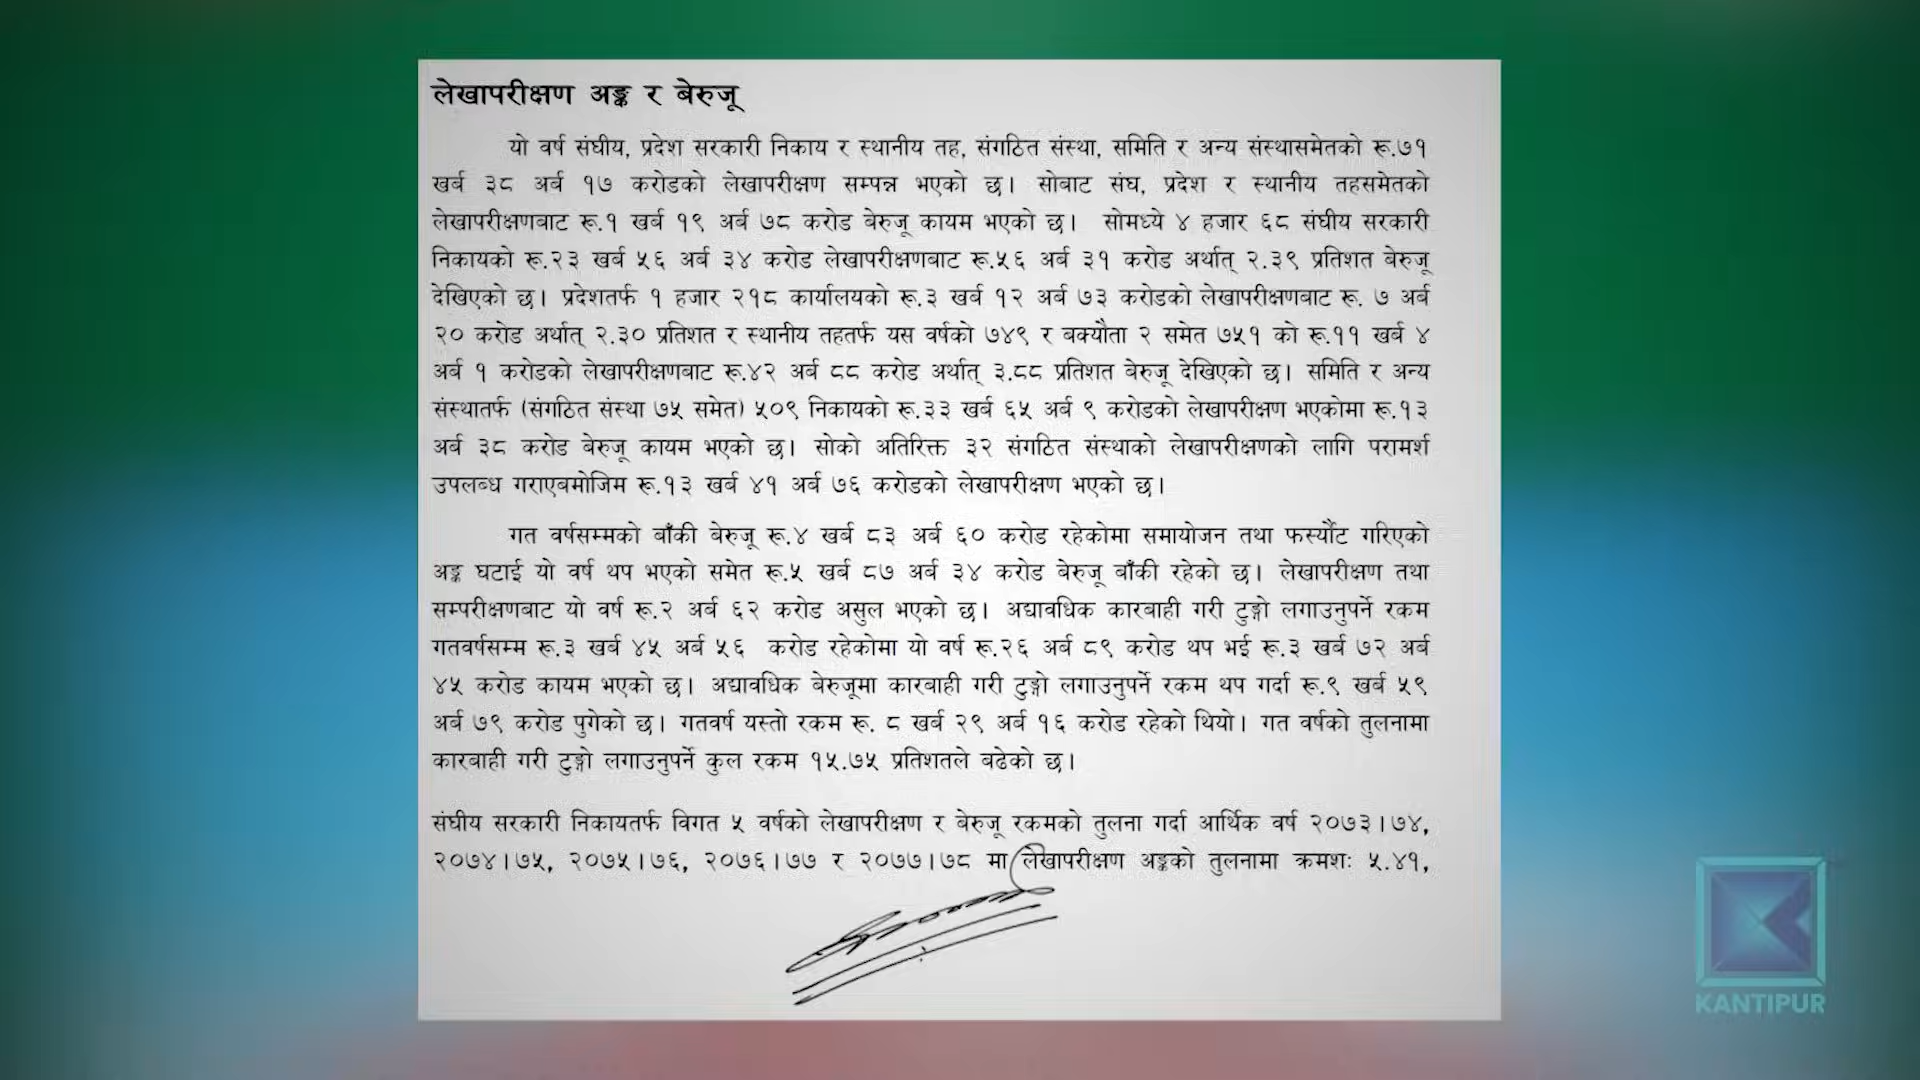 लेखापरीक्षण अङ्क र बेरुजू
यो वर्ष संघीय, प्रदेश सरकारी निकाय र स्थानीय तह, संगठित संस्था, समिति र अन्य संस्थासमेतको रू.७१
खर्ब ३८ अर्ब १७ करोडको लेखापरीक्षण सम्पन्न भएको छ। सोबाट संघ, प्रदेश र स्थानीय तहसमेतको
लेखापरीक्षणबाट रू.१ खर्ब १९ अर्ब ७८ करोड बेरुजू कायम भएको छ। सोमध्ये ४ हजार ६८ संघीय सरकारी
निकायको रू.२३ खर्ब ५६ अर्ब ३४ करोड लेखापरीक्षणबाट रू.५६ अर्ब ३१ करोड अर्थात् २.३९ प्रतिशत बेरुजू
देखिएको छ। प्रदेशतर्फ १ हजार २१८ कार्यालयको रू.३ खर्ब १२ अर्ब ७३ करोडको लेखापरीक्षणबाट रू. ७ अर्ब
२० करोड अर्थात् २.३० प्रतिशत र स्थानीय तहतर्फ यस वर्षको ७४९ र बक्यौता २ समेत ७५१ को रू.११ खर्ब ४
अर्ब १ करोडको लेखापरीक्षणबाट रू.४२ अर्ब ८८ करोड अर्थात् ३.८८ प्रतिशत बेरुजू देखिएको छ। समिति र अन्य
संस्थातर्फ (संगठित संस्था ७५ समेत) ५०९ निकायको रू.३३ खर्ब ६५ अर्ब ९ करोडको लेखापरीक्षण भएकोमा रू.१३
अर्ब ३८ करोड बेरुजू कायम भएको छ। सोको अतिरिक्त ३२ संगठित संस्थाको लेखापरीक्षणको लागि परामर्श
उपलब्ध गराएबमोजिम रू.१३ खर्ब ४१ अर्ब ७६ करोडको लेखापरीक्षण भएको छ।
गत वर्षसम्मको बाँकी बेरुजू रू.४ खर्ब ८३ अर्ब ६० करोड रहेकोमा समायोजन तथा फर्स्यौट गरिएको
अङ्क घटाई यो वर्ष थप भएको समेत रू.५ खर्ब ८७ अर्ब ३४ करोड बेरुजू बाँकी रहेको छ। लेखापरीक्षण तथा
सम्परीक्षणबाट यो वर्ष रू.२ अर्ब ६२ करोड असुल भएको छ। अद्यावधिक कारबाही गरी टुङ्गो लगाउनुपर्ने रकम
गतवर्षसम्म रू.३ खर्ब ४५ अर्ब ५६ करोड रहेकोमा यो वर्ष रू.२६ अर्ब ८९ करोड थप भई रू.३ खर्ब ७२ अर्ब
४५ करोड कायम भएको छ। अद्यावधिक बेरुजूमा कारबाही गरी टुङ्गो लगाउनुपर्ने रकम थप गर्दा रू.९ खर्ब ५९
अर्ब ७९ करोड पुगेको छ। गतवर्ष यस्तो रकम रू. ८ खर्ब २९ अर्ब १६ करोड रहेको थियो। गत वर्षको तुलनामा
कारबाही गरी टुङ्गो लगाउनुपर्ने कुल रकम १५.७५ प्रतिशतले बढेको छ।
संघीय सरकारी निकायतर्फ विगत ५ वर्षको लेखापरीक्षण र बेरुजू रकमको तुलना गर्दा आर्थिक वर्ष २०७३।७४,
२०७४।७५, २०७५।७६, २०७६।७७ र २०७७।७८ मा लेखापरीक्षण अङ्कको तुलनामा क्रमशः ५.४१,
KANTIPUR